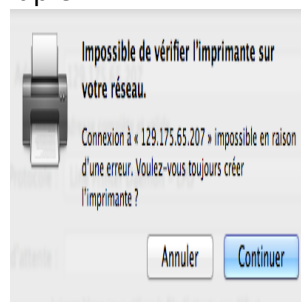 Impossible de vérifier l'imprimante sur
votre réseau.
Connexion à « 129.175.65.207 » impossible en raison
d'une erreur. Voulez-vous toujours créer
l'imprimante ?
Annuler
Continuer